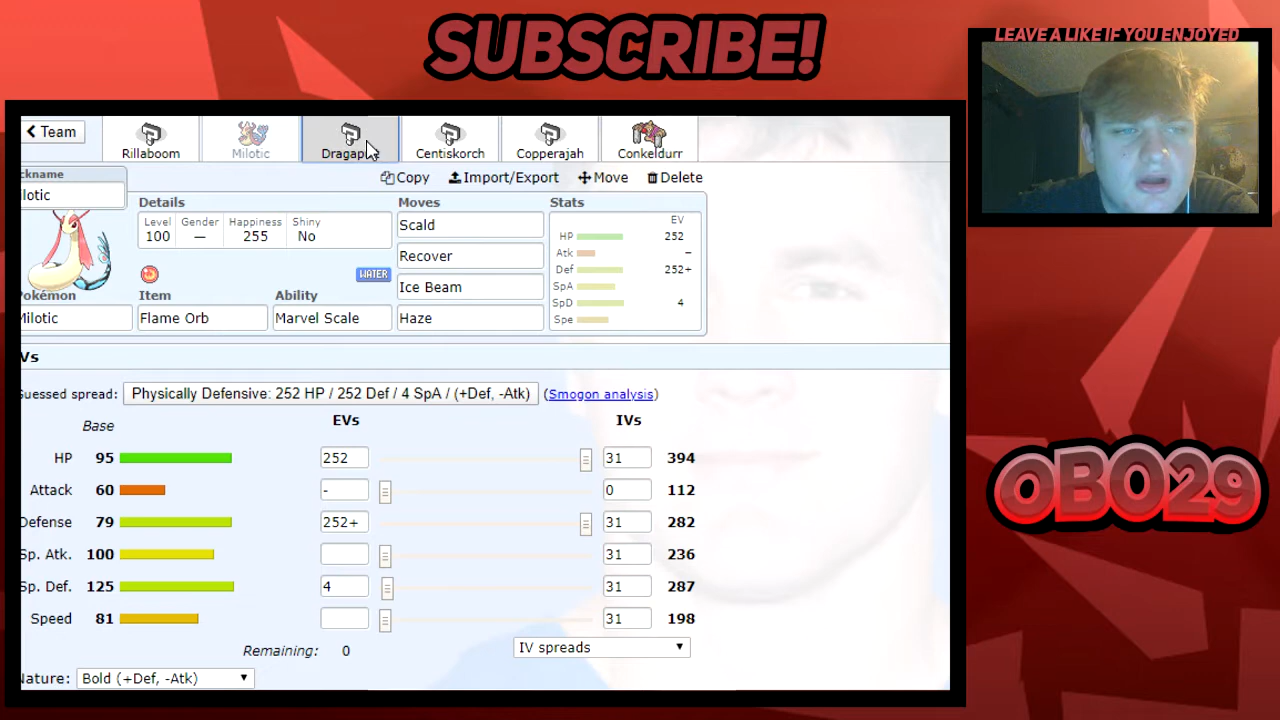 SUBSCRIBE!
LEAVE A LIKE IF YOU ENJOYED
Team
Rillaboom
Milotic
Dragap
Centiskorch
Copperajah
Conkeldurr
ckname
ilotic
Copy
Import/Export
Move
Delete
Details
Level
Gender
Happiness
Shiny
100
—
255
No
WATER
Pokémon
Item
Ability
Milotic
Flame Orb
Marvel Scale
Moves
Scald
Recover
Ice Beam
Haze
Stats
EV
HP 252
Atk –
Def 252+
SpA
SpD 4
Spe
Vs
Guessed spread: Physically Defensive: 252 HP / 252 Def / 4 SpA / (+Def, -Atk) (Smogon analysis)
Base EVs IVs
HP 95 252 31 394
Attack 60 - 0 112
Defense 79 252+ 31 282
Sp. Atk. 100 31 236
Sp. Def. 125 4 31 287
Speed 81 31 198
Remaining: 0 IV spreads
Nature: Bold (+Def, -Atk)
OBO29